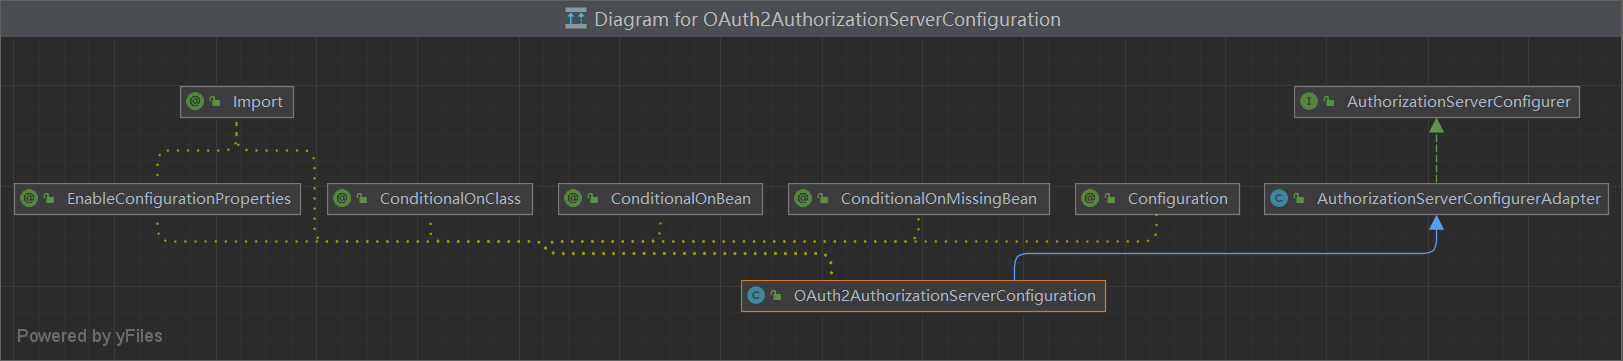 Diagram for OAuth2AuthorizationServerConfiguration
@ Import
I AuthorizationServerConfigurer
@ EnableConfigurationProperties
@ ConditionalOnClass
@ ConditionalOnBean
@ ConditionalOnMissingBean
@ Configuration
C AuthorizationServerConfigurerAdapter
C OAuth2AuthorizationServerConfiguration
Powered by yFiles